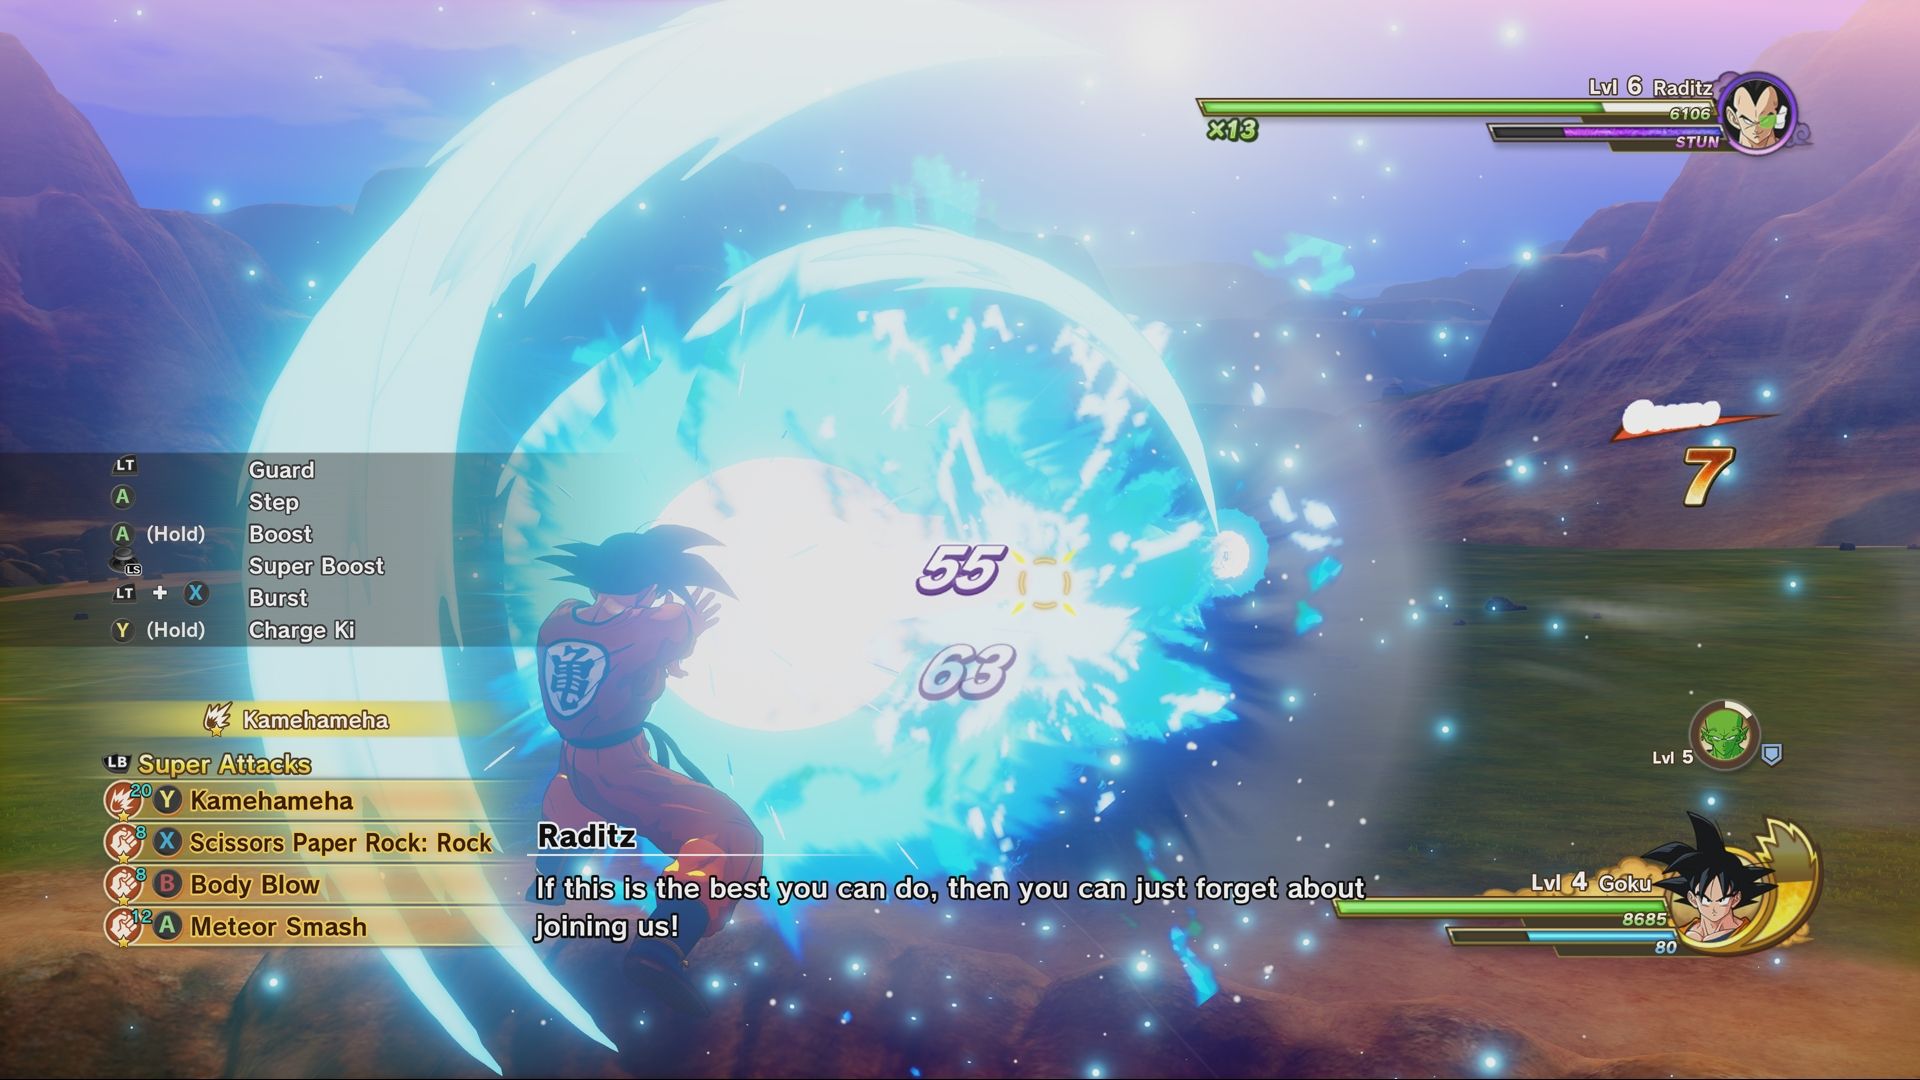 Lvl 6 Raditz
6106
×13
STUN
7
LT Guard
A Step
A (Hold) Boost
LS Super Boost
LT + X Burst
Y (Hold) Charge Ki
55
63
亀
Kamehameha
LB Super Attacks
20 Y Kamehameha
8 X Scissors Paper Rock: Rock
8 B Body Blow
12 A Meteor Smash
Raditz
If this is the best you can do, then you can just forget about
joining us!
Lvl 5
Lvl 4 Goku
8685
80